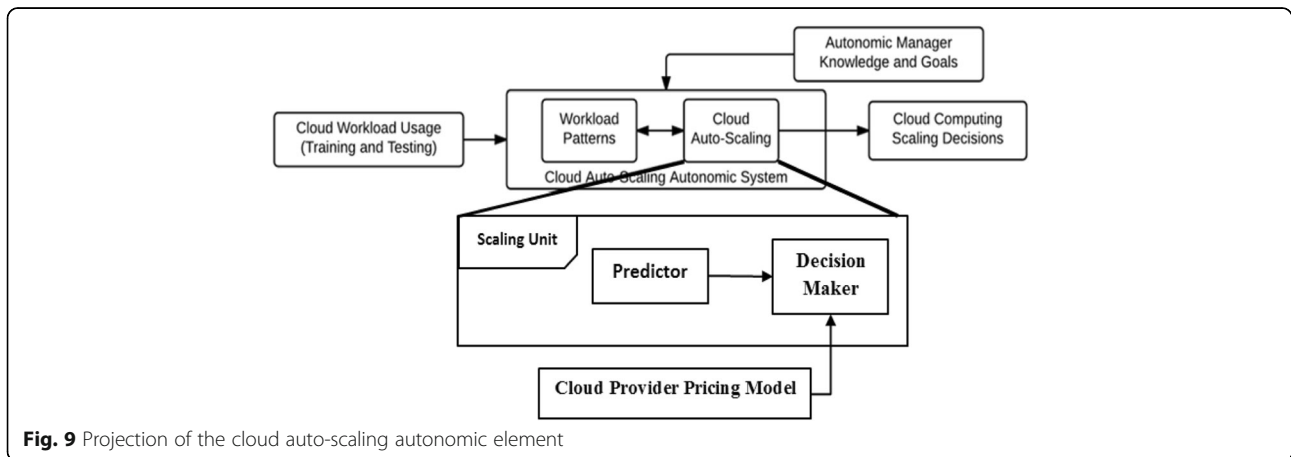 Autonomic Manager
Knowledge and Goals
Cloud Workload Usage
(Training and Testing)
Workload
Patterns
Cloud
Auto-Scaling
Cloud Computing
Scaling Decisions
Cloud Auto-Scaling Autonomic System
Scaling Unit
Predictor
Decision
Maker
Cloud Provider Pricing Model
Fig. 9 Projection of the cloud auto-scaling autonomic element